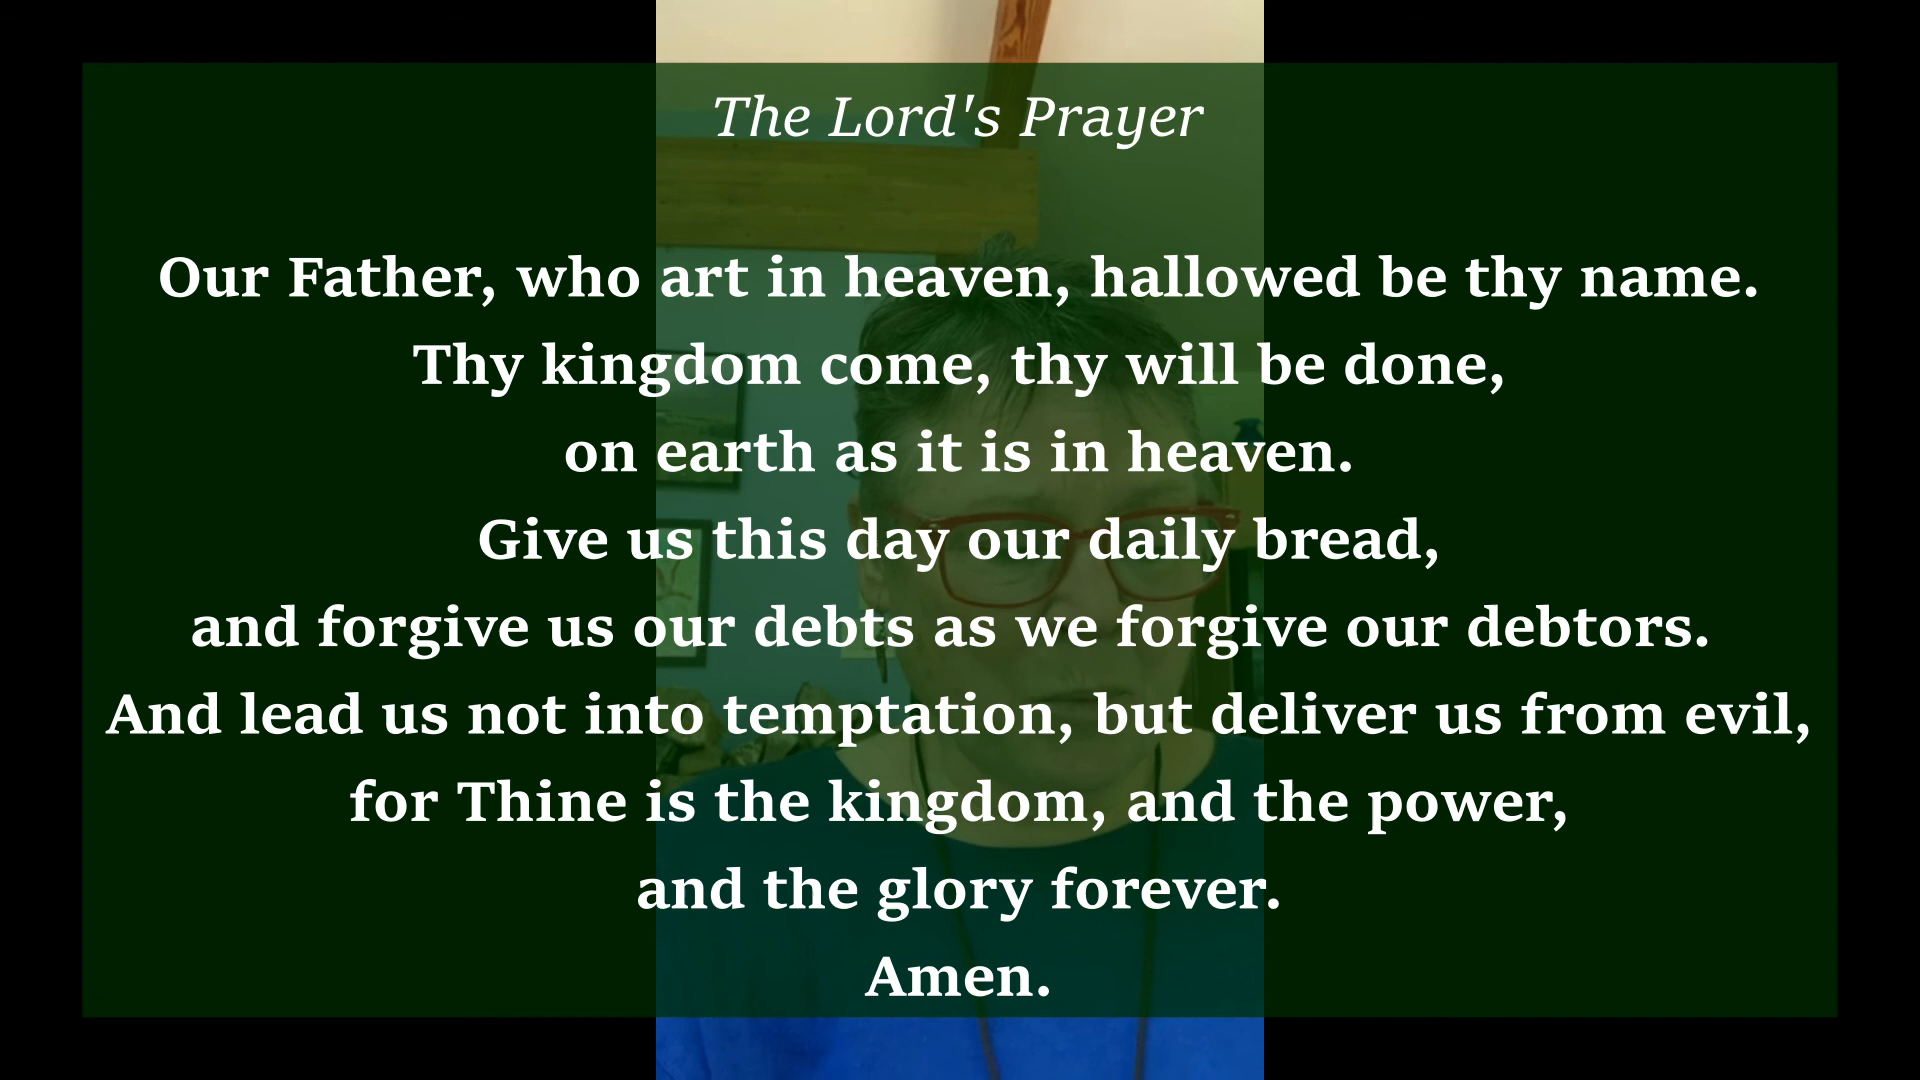 The Lord's Prayer
Our Father, who art in heaven, hallowed be thy name.
Thy kingdom come, thy will be done,
on earth as it is in heaven.
Give us this day our daily bread,
and forgive us our debts as we forgive our debtors.
And lead us not into temptation, but deliver us from evil,
for Thine is the kingdom, and the power,
and the glory forever.
Amen.